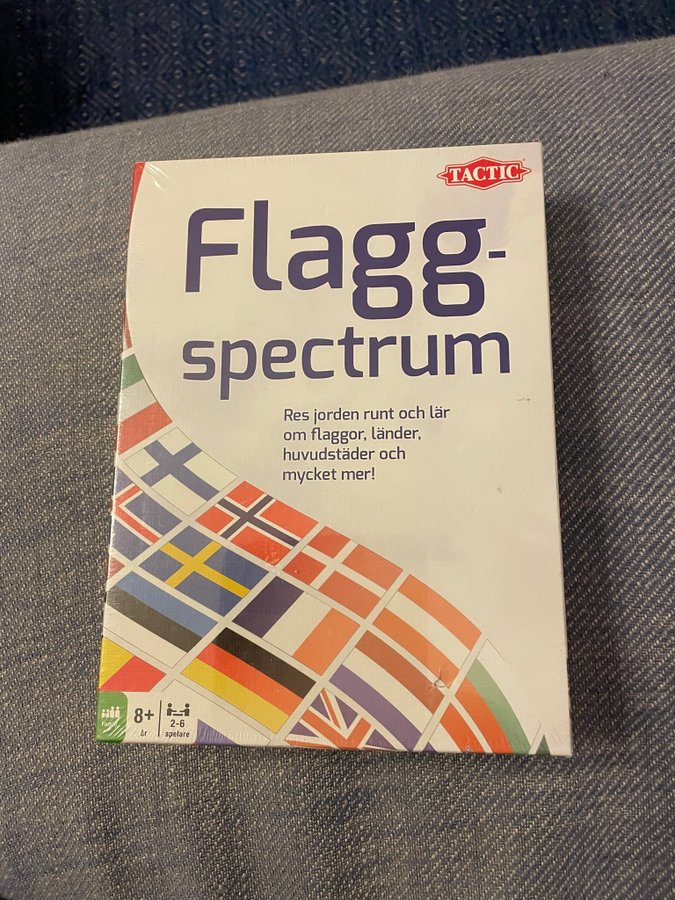 TACTIC
Flagg-
spectrum
Res jorden runt och lär
om flaggor, länder,
huvudstäder och
mycket mer!
8+
år
2-6
spelare